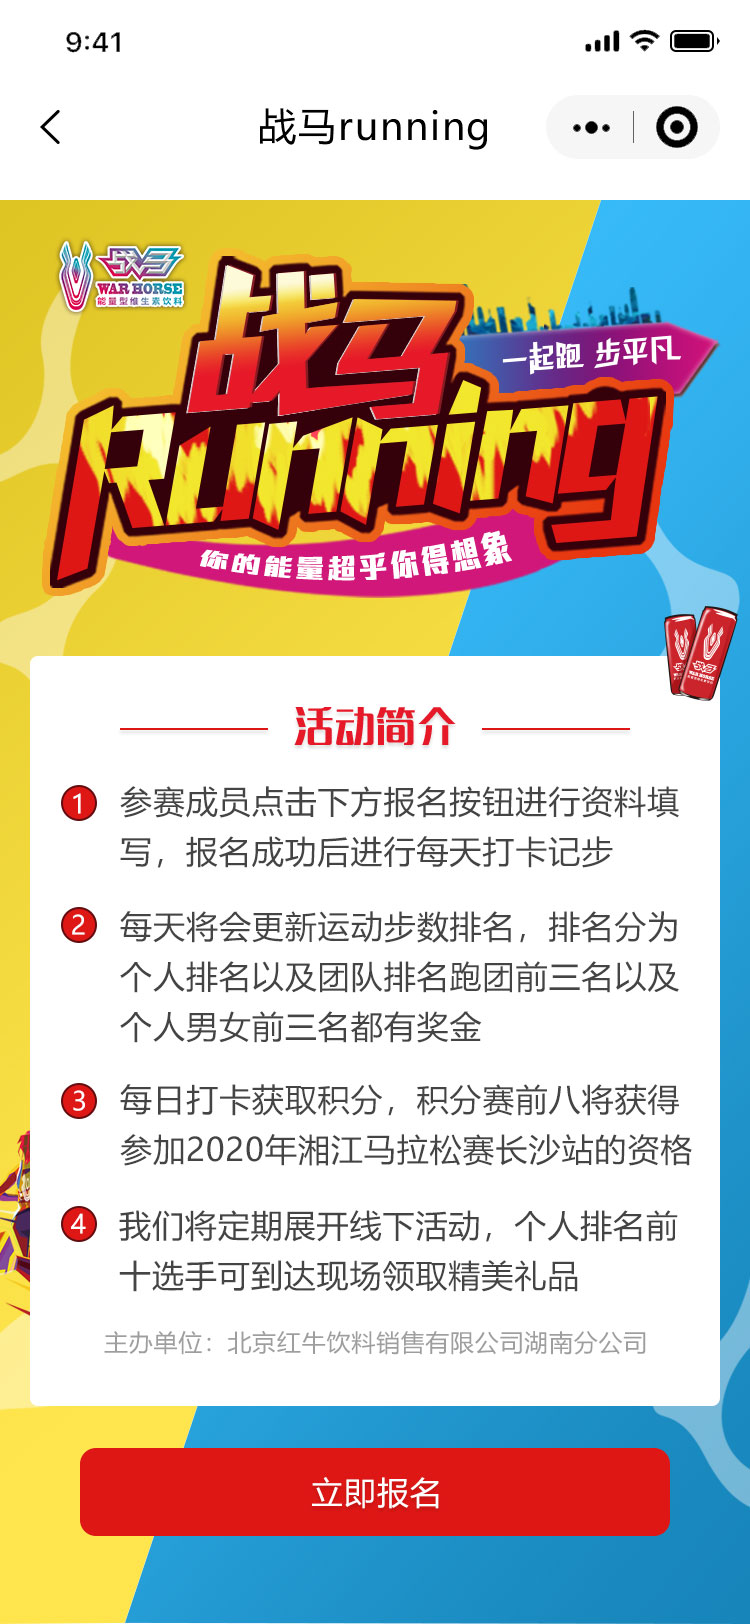 9:41
战马running
战马
WAR HORSE
能量型维生素饮料
战马
一起跑 步平凡
Running
你的能量超乎你得想象
活动简介
1 参赛成员点击下方报名按钮进行资料填
写，报名成功后进行每天打卡记步
2 每天将会更新运动步数排名，排名分为
个人排名以及团队排名跑团前三名以及
个人男女前三名都有奖金
3 每日打卡获取积分，积分赛前八将获得
参加2020年湘江马拉松赛长沙站的资格
4 我们将定期展开线下活动，个人排名前
十选手可到达现场领取精美礼品
主办单位：北京红牛饮料销售有限公司湖南分公司
立即报名